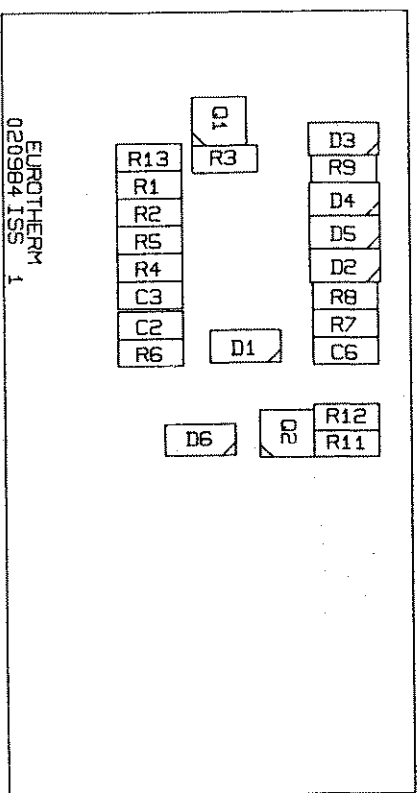 EUROTHERM
020984 ISS 1
Q1
R3
R13
R1
R2
R5
R4
C3
C2
R6
D3
R9
D4
D5
D2
R8
R7
C6
D1
D6
Q2
R12
R11